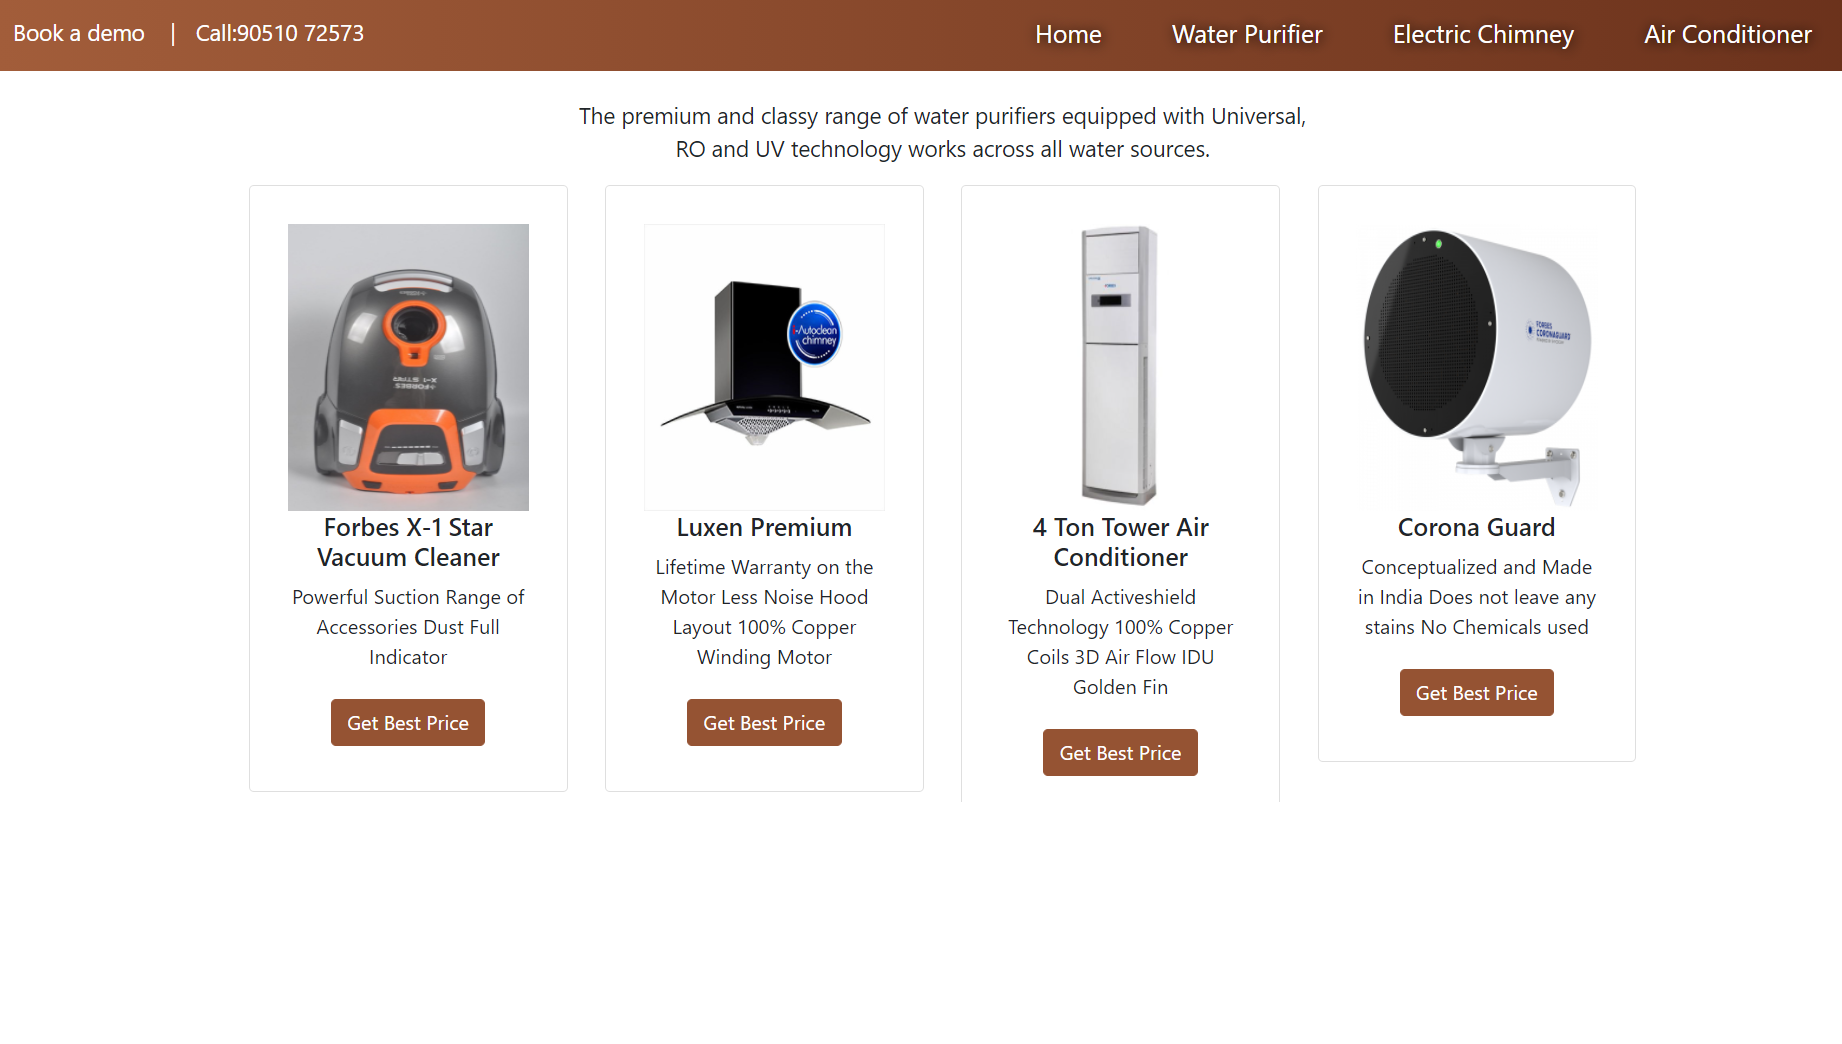 Book a demo | Call:90510 72573
Home Water Purifier Electric Chimney Air Conditioner
The premium and classy range of water purifiers equipped with Universal,
RO and UV technology works across all water sources.
FORBES
X-1 STAR
i-Autoclean
chimney
FORBES
CORONAGUARD
Forbes X-1 Star
Vacuum Cleaner
Powerful Suction Range of
Accessories Dust Full
Indicator
Get Best Price
Luxen Premium
Lifetime Warranty on the
Motor Less Noise Hood
Layout 100% Copper
Winding Motor
Get Best Price
4 Ton Tower Air
Conditioner
Dual Activeshield
Technology 100% Copper
Coils 3D Air Flow IDU
Golden Fin
Get Best Price
Corona Guard
Conceptualized and Made
in India Does not leave any
stains No Chemicals used
Get Best Price